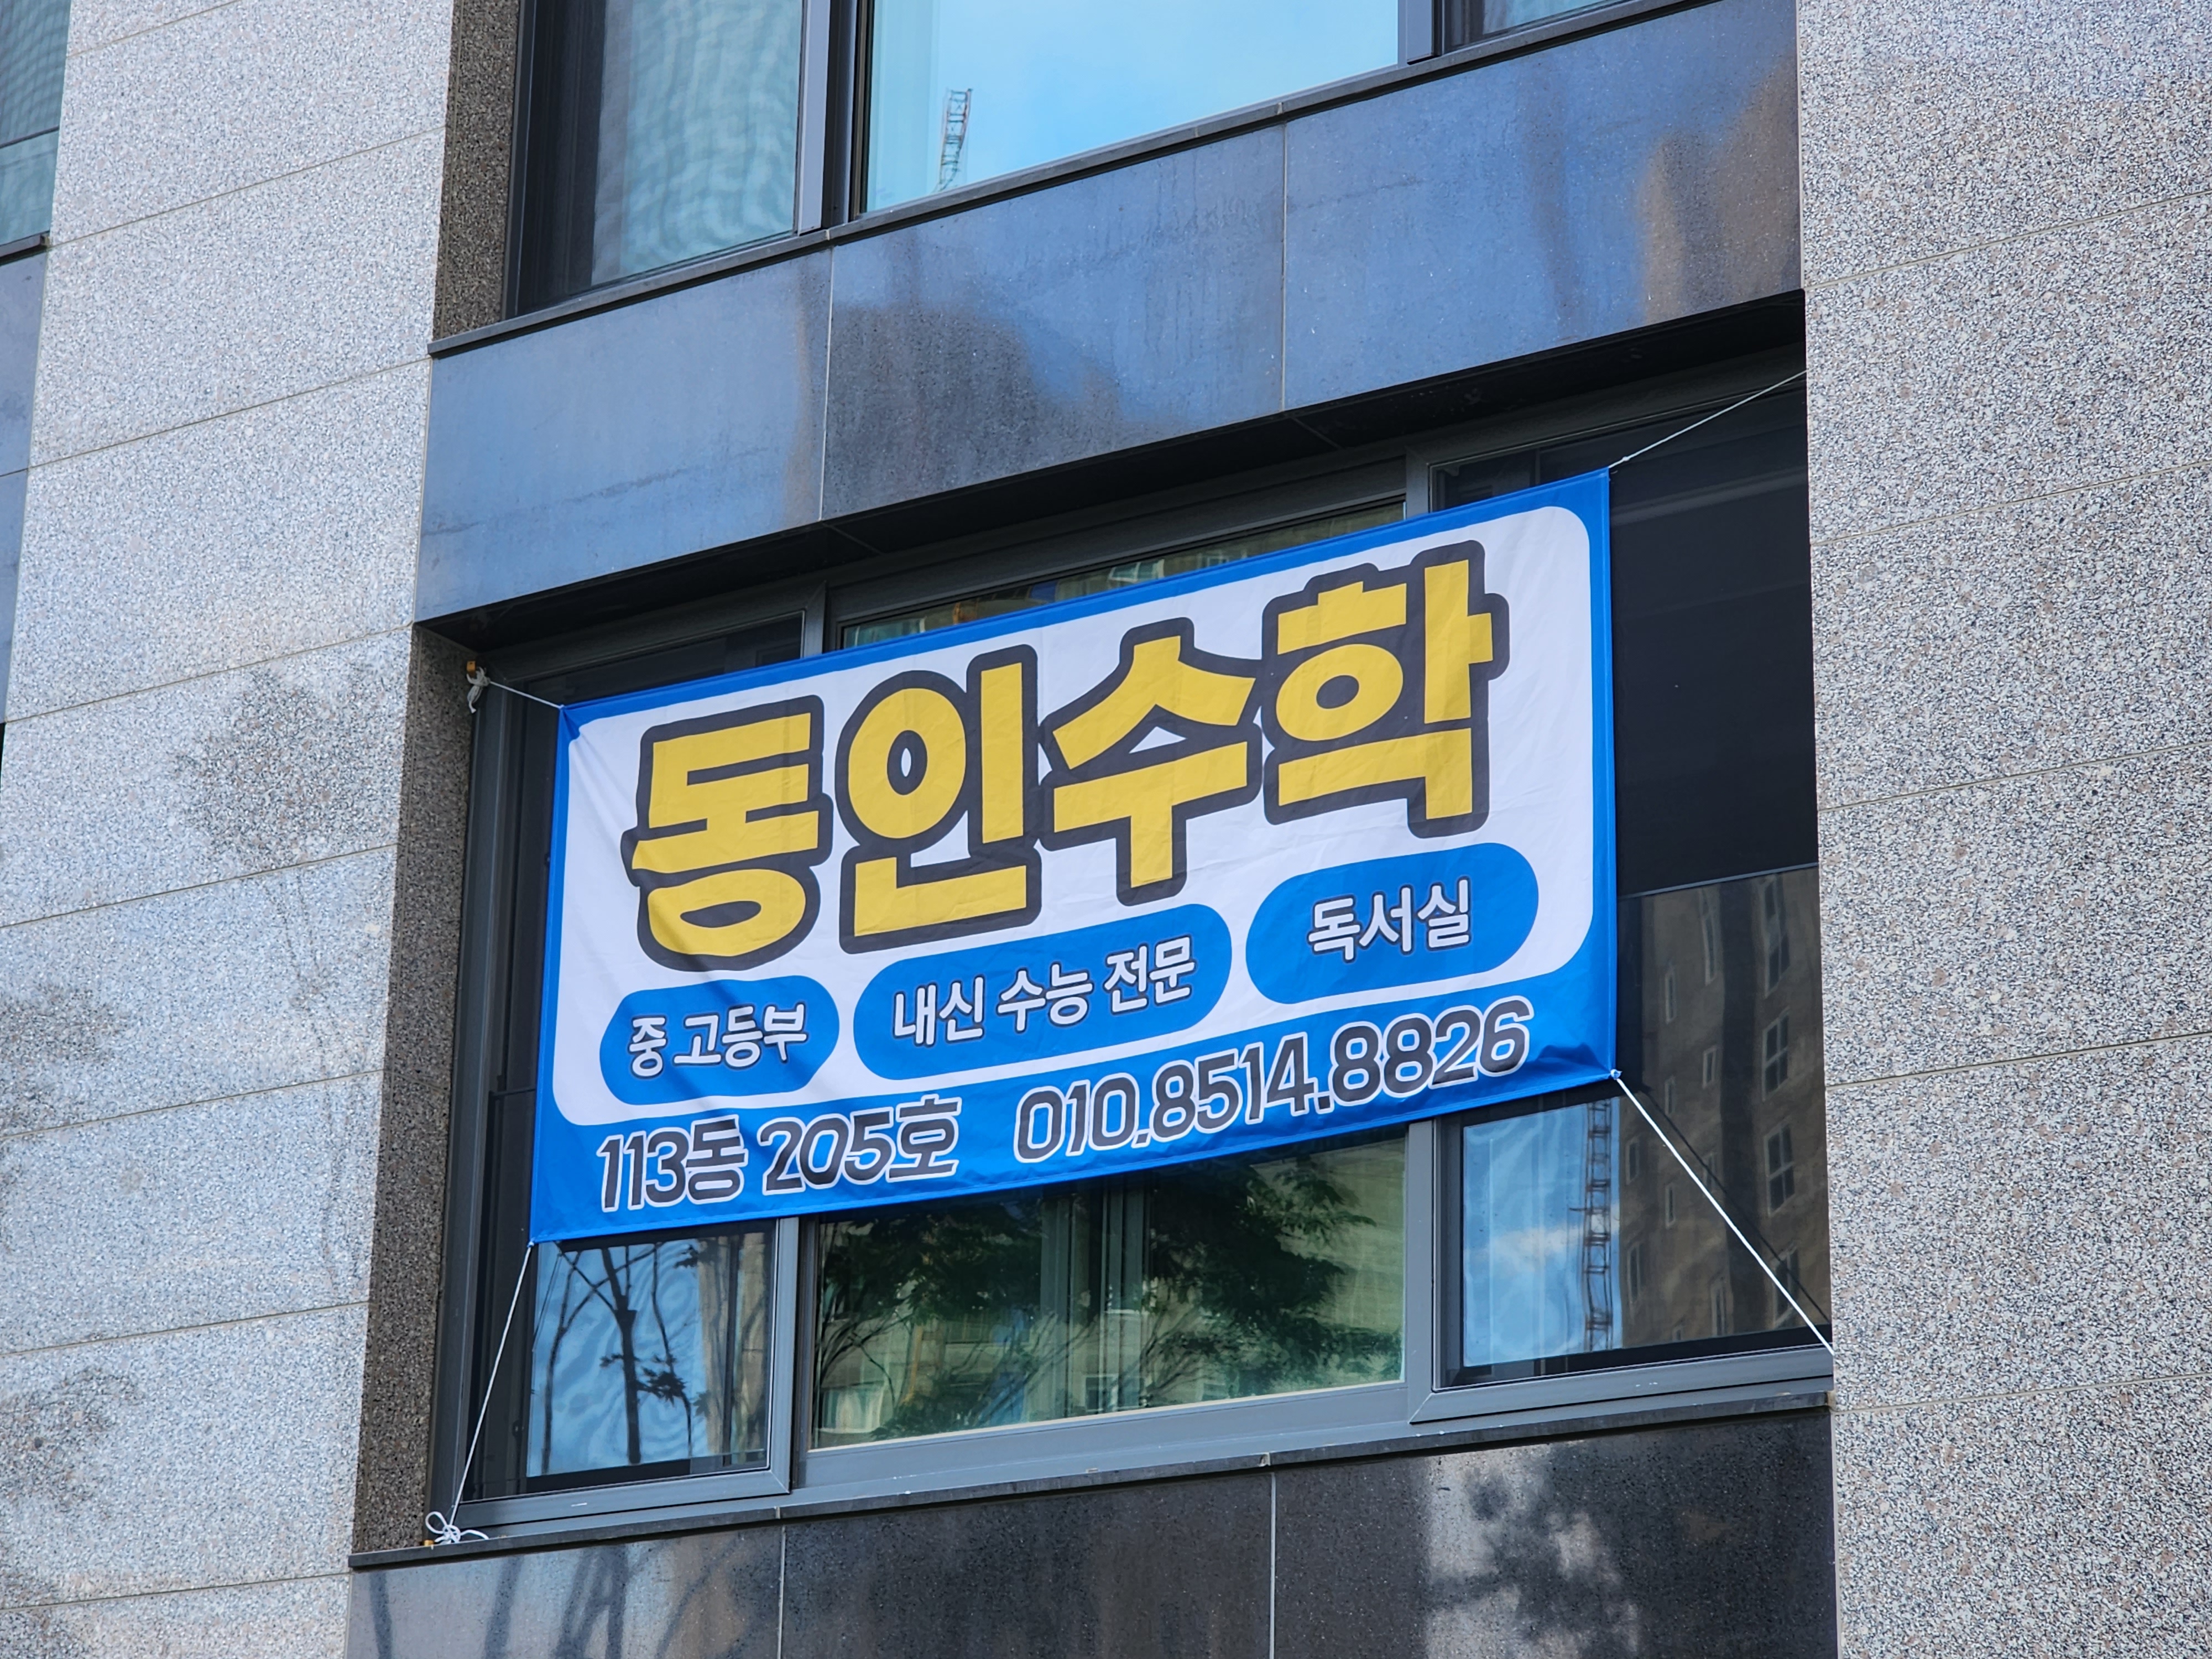 동인수학
중 고등부 내신 수능 전문 독서실
113동 205호 010.8514.8826